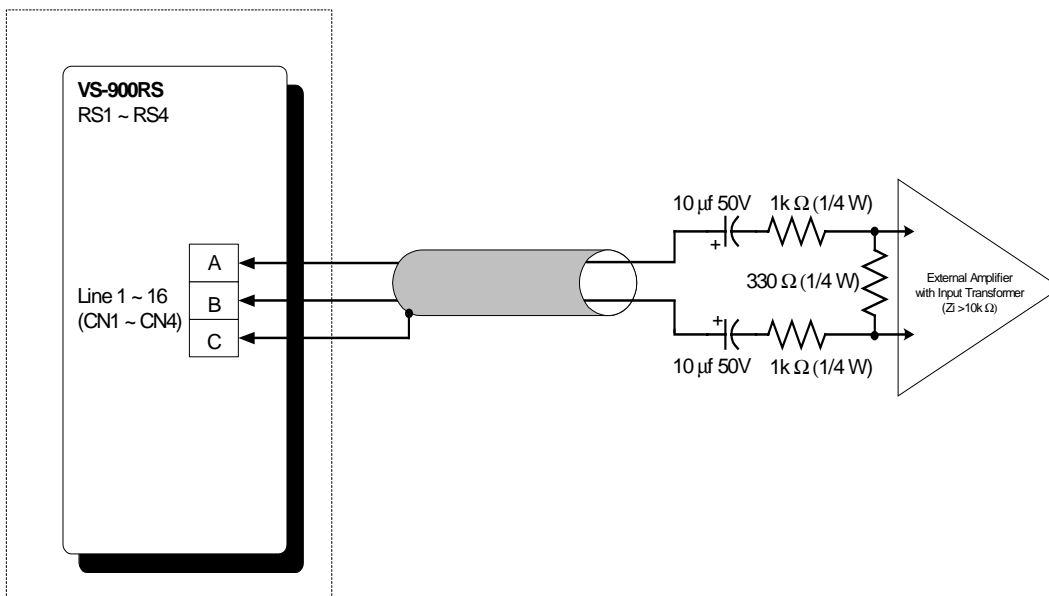 VS-900RS
RS1 ~ RS4
10 µf 50V
1k Ω (1/4 W)
+
A
Line 1 ~ 16
(CN1 ~ CN4)
B
C
330 Ω (1/4 W)
External Amplifier
with Input Transformer
(Zi >10k Ω)
+
10 µf 50V
1k Ω (1/4 W)